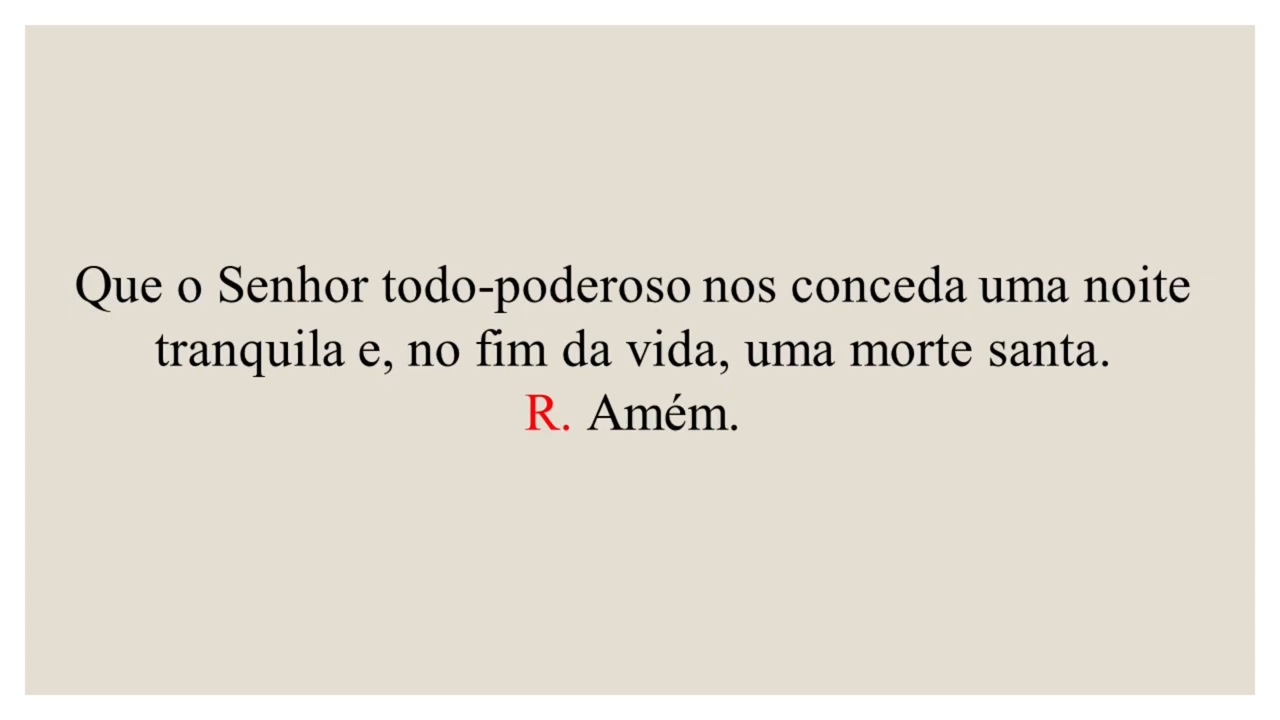 Que o Senhor todo-poderoso nos conceda uma noite
tranquila e, no fim da vida, uma morte santa.
R. Amém.